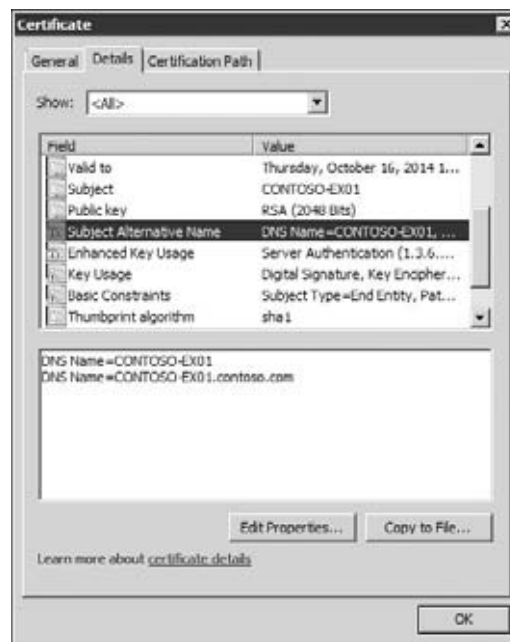 Certificate
General Details Certification Path
Show: <All>
Field Value
Valid to Thursday, October 16, 2014 1...
Subject CONTOSO-EX01
Public key RSA (2048 Bits)
Subject Alternative Name DNS Name=CONTOSO-EX01, ...
Enhanced Key Usage Server Authentication (1.3.6....
Key Usage Digital Signature, Key Encipher...
Basic Constraints Subject Type=End Entity, Pat...
Thumbprint algorithm sha1
DNS Name=CONTOSO-EX01
DNS Name=CONTOSO-EX01.contoso.com
Edit Properties... Copy to File...
Learn more about certificate details
OK